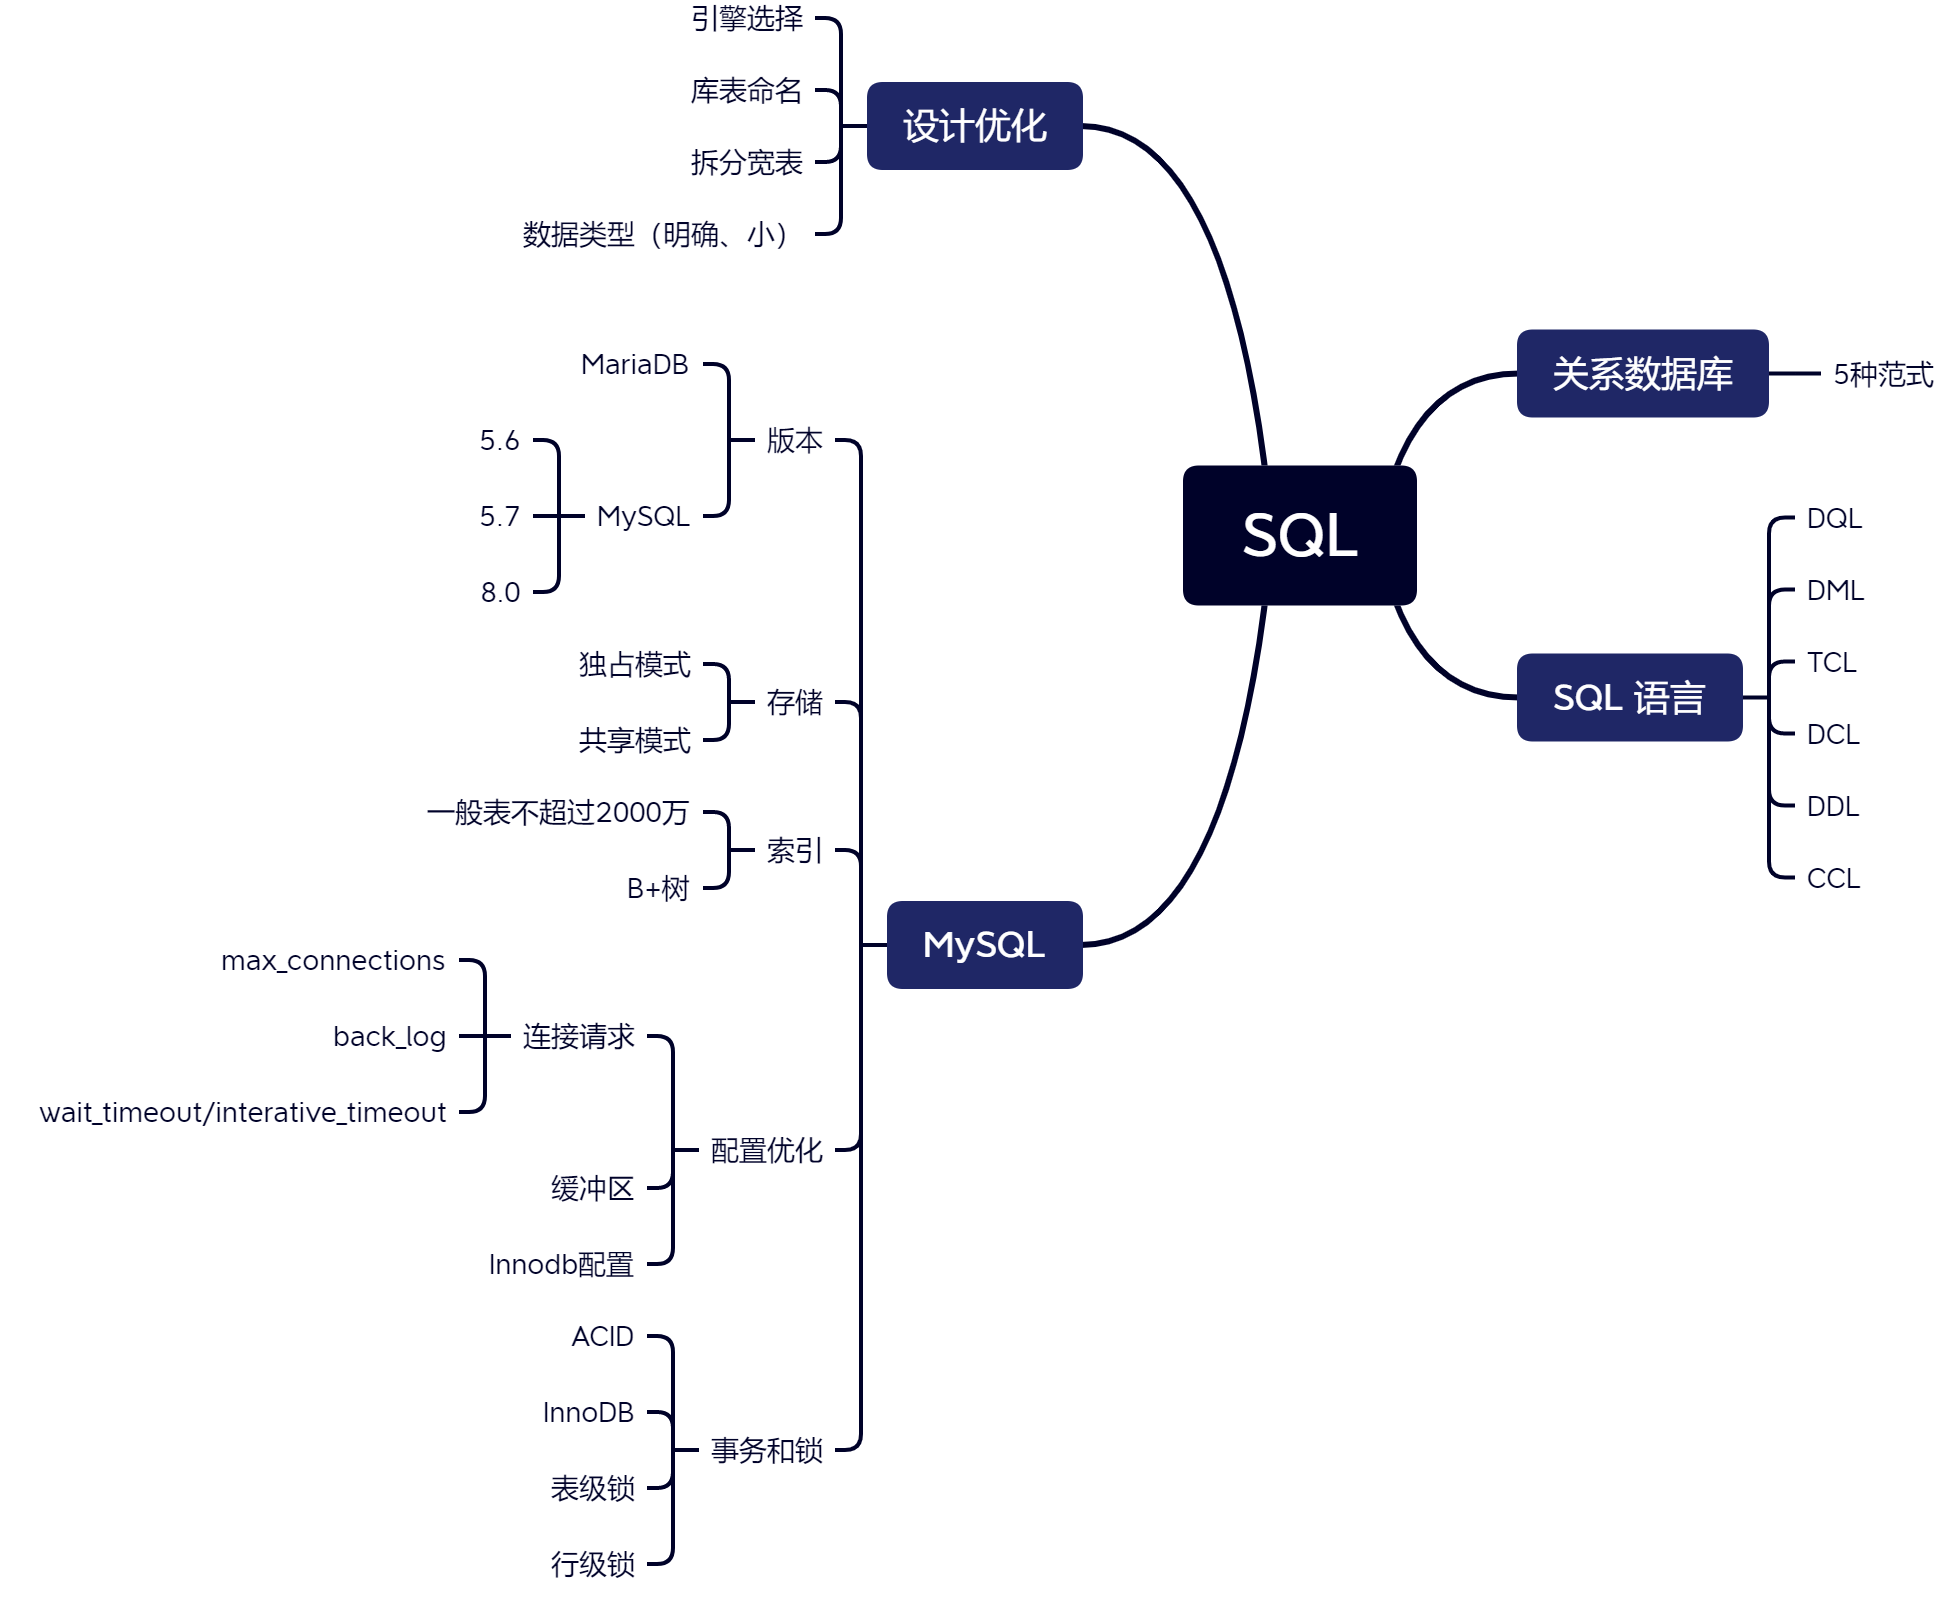 SQL
关系数据库
5种范式
SQL 语言
DQL
DML
TCL
DCL
DDL
CCL
设计优化
引擎选择
库表命名
拆分宽表
数据类型（明确、小）
MySQL
版本
MariaDB
MySQL
5.6
5.7
8.0
存储
独占模式
共享模式
索引
一般表不超过2000万
B+树
配置优化
连接请求
max_connections
back_log
wait_timeout/interative_timeout
缓冲区
Innodb配置
事务和锁
ACID
InnoDB
表级锁
行级锁